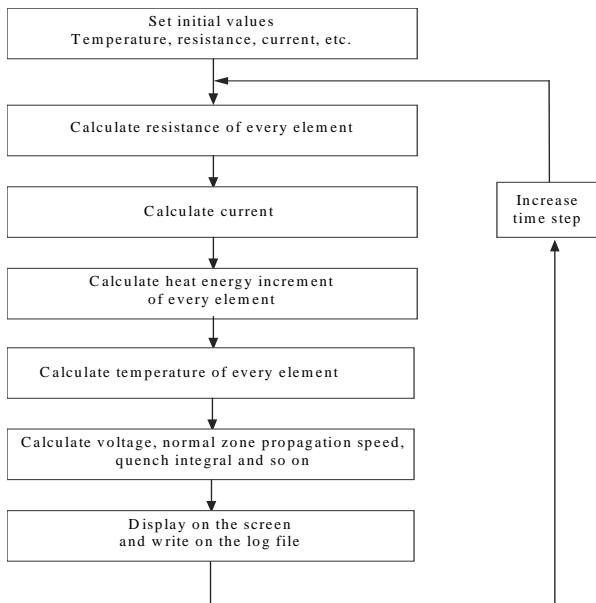 Set initial values
Temperature, resistance, current, etc.
Calculate resistance of every element
Calculate current
Calculate heat energy increment
of every element
Calculate temperature of every element
Calculate voltage, normal zone propagation speed,
quench integral and so on
Display on the screen
and write on the log file
Increase
time step